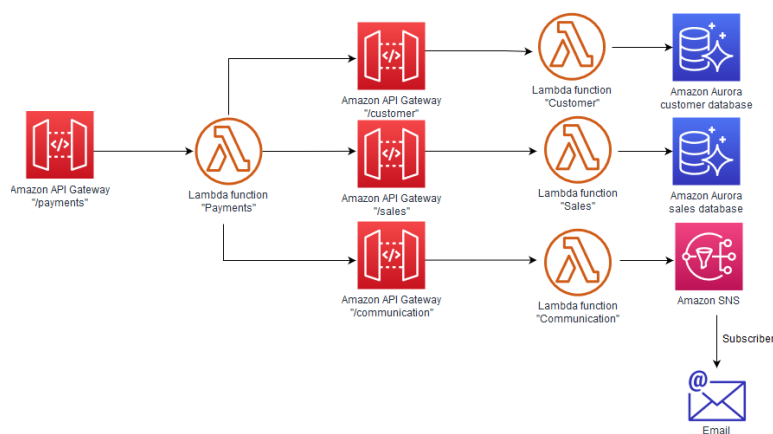 Amazon API Gateway
"/payments"
Lambda function
"Payments"
Amazon API Gateway
"/customer"
Lambda function
"Customer"
Amazon Aurora
customer database
Amazon API Gateway
"/sales"
Lambda function
"Sales"
Amazon Aurora
sales database
Amazon API Gateway
"/communication"
Lambda function
"Communication"
Amazon SNS
Subscriber
@
Email